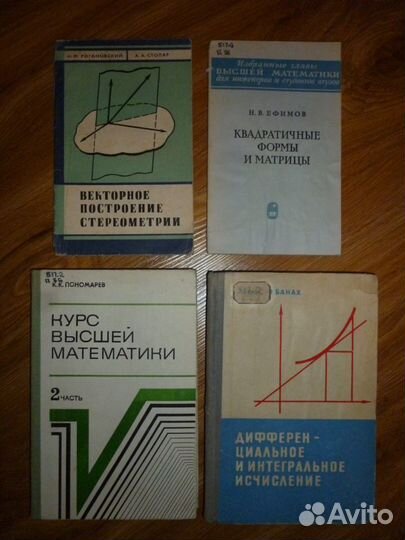 Н.М. РОГАНОВСКИЙ А.А. СТОЛЯР
ВЕКТОРНОЕ
ПОСТРОЕНИЕ
СТЕРЕОМЕТРИИ
Избранные главы
ВЫСШЕЙ МАТЕМАТИКИ
для инженеров и студентов втузов
Н. В. ЕФИМОВ
КВАДРАТИЧНЫЕ
ФОРМЫ
И МАТРИЦЫ
К.К. ПОНОМАРЕВ
КУРС
ВЫСШЕЙ
МАТЕМАТИКИ
2 ЧАСТЬ
БАНАХ
ДИФФЕРЕН-
ЦИАЛЬНОЕ
И ИНТЕГРАЛЬНОЕ
ИСЧИСЛЕНИЕ
Avito